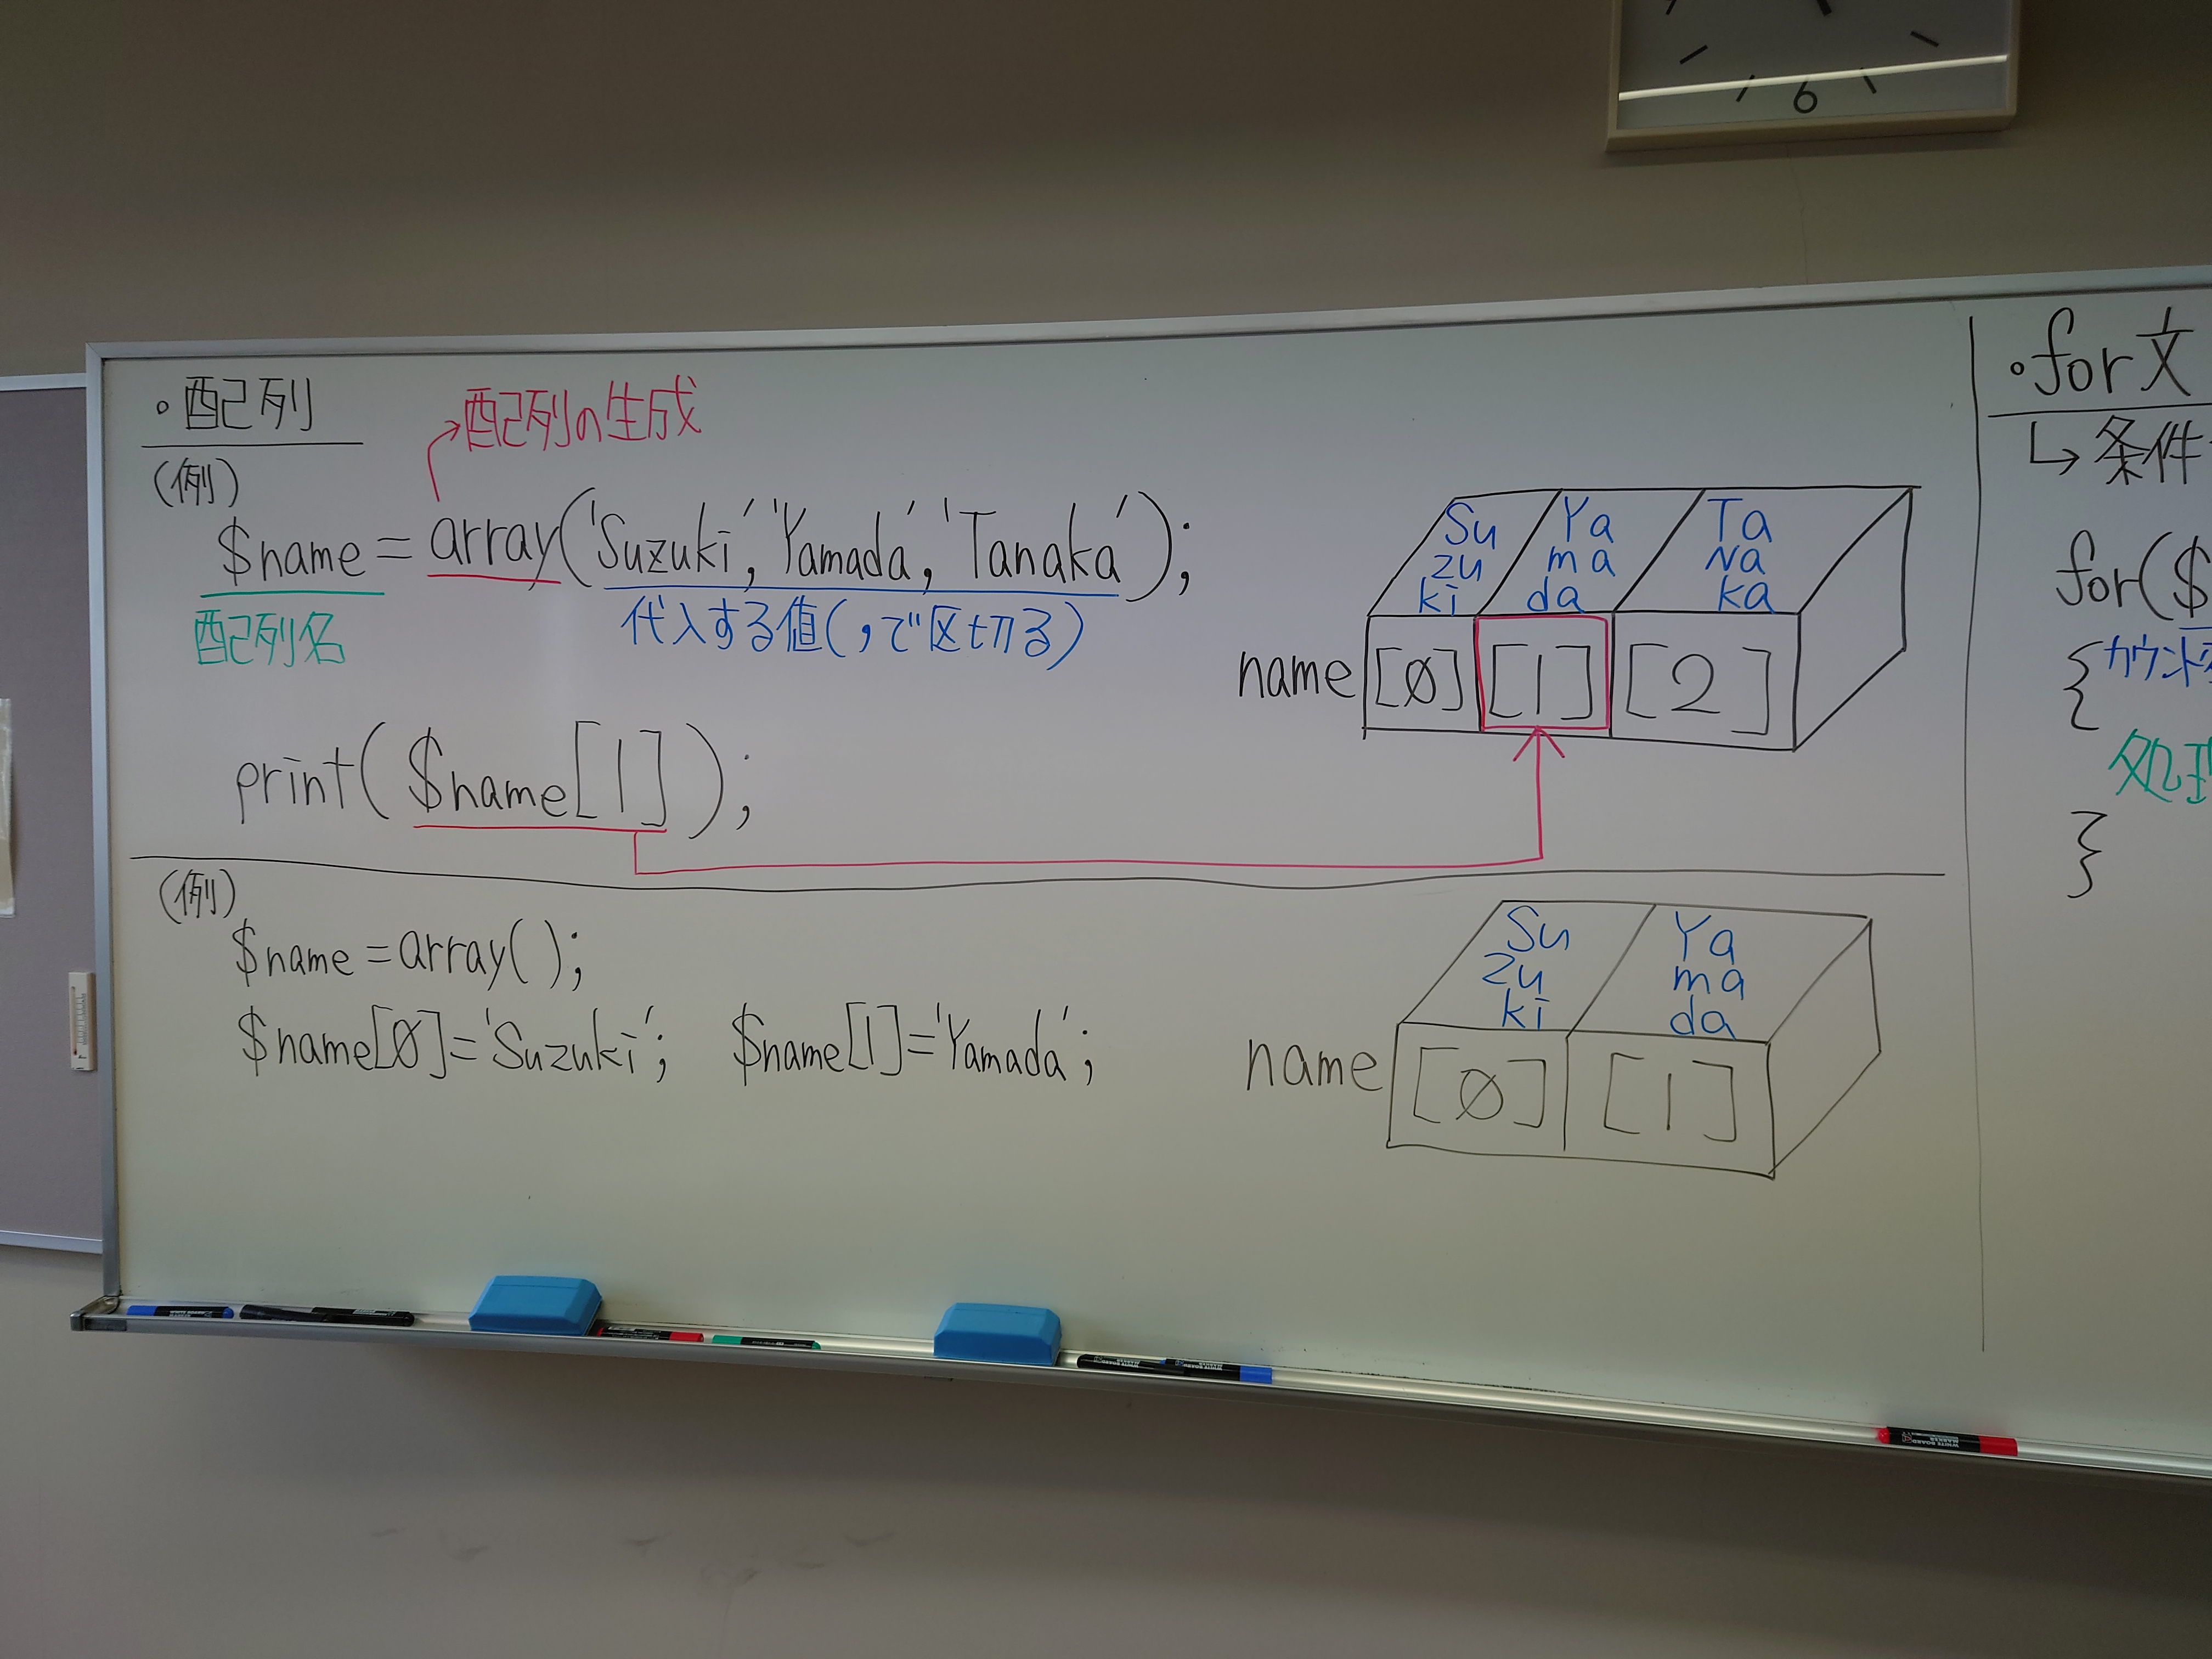 ・配列
配列の生成
(例)
$name=array('Suzuki','Yamada','Tanaka');
配列名
代入する値(,で区切る)
print($name[1]);
Su
zu
ki
Ya
ma
da
Ta
Na
ka
name[0][1][2]
(例)
$name=array();
$name[0]='Suzuki'; $name[1]='Yamada';
Su
zu
ki
Ya
ma
da
name[0][1]
・for文
↳条件
for($
{カウント
処理
}
6
WHITE BOARD
MARKER